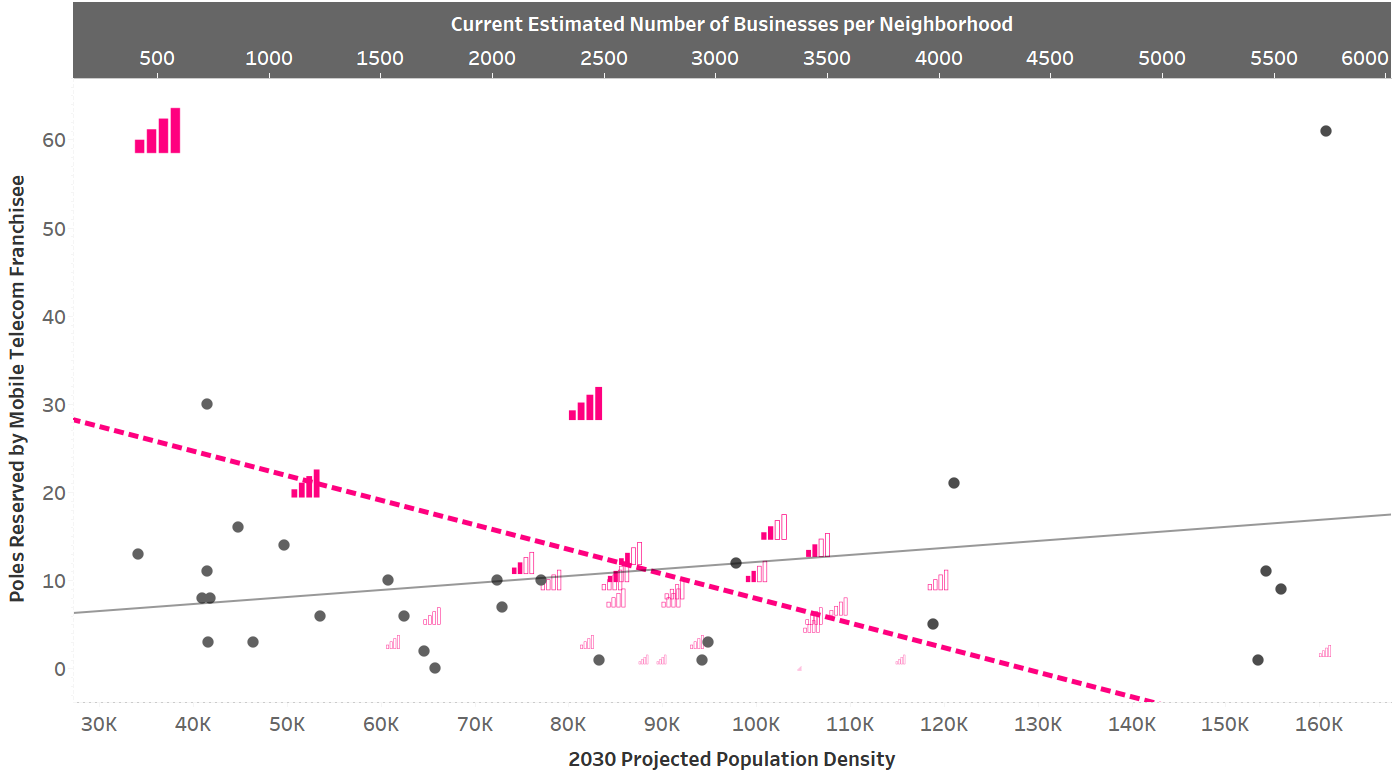 Current Estimated Number of Businesses per Neighborhood
500 1000 1500 2000 2500 3000 3500 4000 4500 5000 5500 6000
Poles Reserved by Mobile Telecom Franchisee
60
50
40
30
20
10
0
30K 40K 50K 60K 70K 80K 90K 100K 110K 120K 130K 140K 150K 160K
2030 Projected Population Density